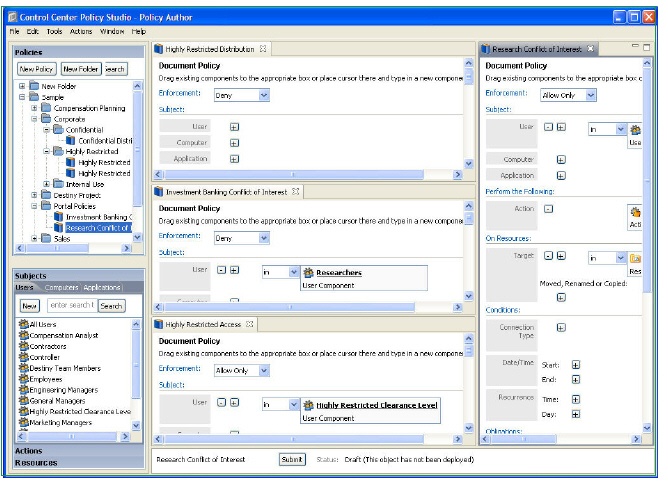 Control Center Policy Studio - Policy Author
File Edit Tools Actions Window Help
Policies
New Policy New Folder earch
New Folder
Sample
Compensation Planning
Corporate
Confidential
Confidential Distri
Highly Restricted
Highly Restricted
Highly Restricted
Internal Use
Destiny Project
Portal Policies
Investment Banking C
Research Conflict of I
Sales
Subjects
Users Computers Applications
New enter search t Search
All Users
Compensation Analyst
Contractors
Controller
Destiny Team Members
Employees
Engineering Managers
General Managers
Highly Restricted Clearance Leve
Marketing Managers
Actions
Resources
Highly Restricted Distribution
Document Policy
Drag existing components to the appropriate box or place cursor there and type in a new compone
Enforcement: Deny
Subject:
User
Computer
Application
Investment Banking Conflict of Interest
Document Policy
Drag existing components to the appropriate box or place cursor there and type in a new compone
Enforcement: Deny
Subject:
User in Researchers
User Component
Computer
Highly Restricted Access
Document Policy
Drag existing components to the appropriate box or place cursor there and type in a new compone
Enforcement: Allow Only
Subject:
User in Highly Restricted Clearance Level
User Component
Research Conflict of Interest
Document Policy
Drag existing components to the appropriate box o
Enforcement: Allow Only
Subject:
User in
Use
Computer
Application
Perform the Following:
Action
Acti
On Resources:
Target in
Res
Moved, Renamed or Copied:
Conditions:
Connection
Type
Date/Time Start:
End:
Recurrence Time:
Day:
Obligations:
Research Conflict of Interest Submit Status: Draft (This object has not been deployed)